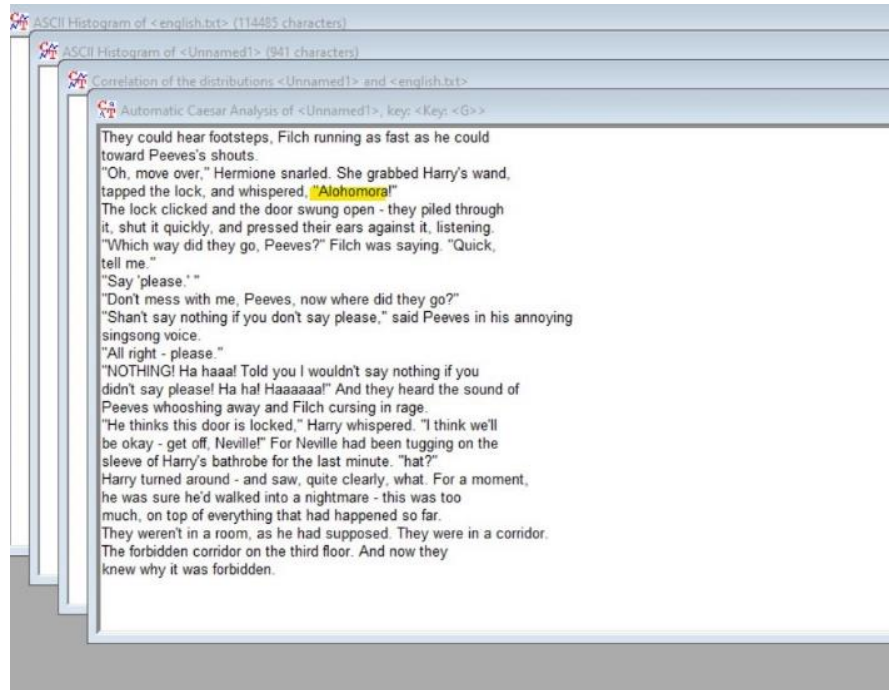 ASCII Histogram of <english.txt> (114485 characters)
ASCII Histogram of <Unnamed1> (941 characters)
Correlation of the distributions <Unnamed1> and <english.txt>
Automatic Caesar Analysis of <Unnamed1>, key: <Key: <G>>
They could hear footsteps, Filch running as fast as he could
toward Peeves's shouts.
"Oh, move over," Hermione snarled. She grabbed Harry's wand,
tapped the lock, and whispered, "Alohomora!"
The lock clicked and the door swung open - they piled through
it, shut it quickly, and pressed their ears against it, listening.
"Which way did they go, Peeves?" Filch was saying. "Quick,
tell me."
"Say 'please.' "
"Don't mess with me, Peeves, now where did they go?"
"Shan't say nothing if you don't say please," said Peeves in his annoying
singsong voice.
"All right - please."
"NOTHING! Ha haaa! Told you I wouldn't say nothing if you
didn't say please! Ha ha! Haaaaaa!" And they heard the sound of
Peeves whooshing away and Filch cursing in rage.
"He thinks this door is locked," Harry whispered. "I think we'll
be okay - get off, Neville!" For Neville had been tugging on the
sleeve of Harry's bathrobe for the last minute. "hat?"
Harry turned around - and saw, quite clearly, what. For a moment,
he was sure he'd walked into a nightmare - this was too
much, on top of everything that had happened so far.
They weren't in a room, as he had supposed. They were in a corridor.
The forbidden corridor on the third floor. And now they
knew why it was forbidden.